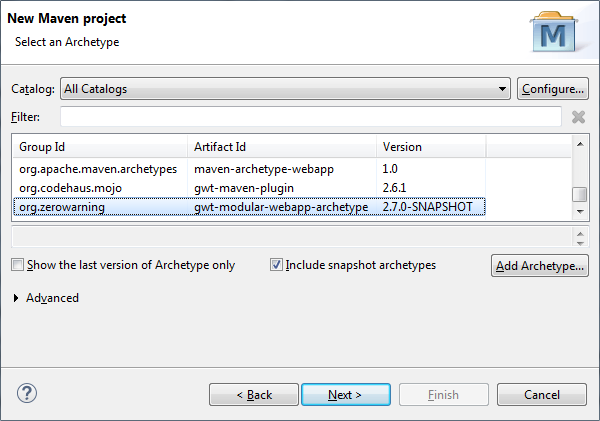 New Maven project
Select an Archetype
M
Catalog: All Catalogs Configure...
Filter:
Group Id Artifact Id Version
org.apache.maven.archetypes maven-archetype-webapp 1.0
org.codehaus.mojo gwt-maven-plugin 2.6.1
org.zerowarning gwt-modular-webapp-archetype 2.7.0-SNAPSHOT
Show the last version of Archetype only Include snapshot archetypes Add Archetype...
Advanced
? < Back Next > Finish Cancel